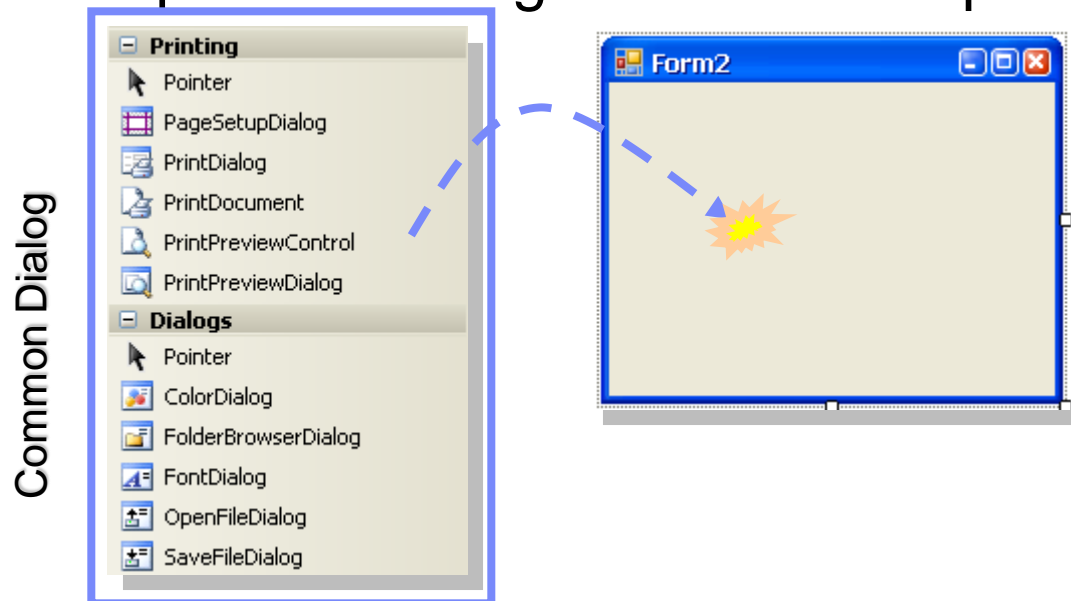 Common Dialog
Printing
Pointer
PageSetupDialog
PrintDialog
PrintDocument
PrintPreviewControl
PrintPreviewDialog
Dialogs
Pointer
ColorDialog
FolderBrowserDialog
FontDialog
OpenFileDialog
SaveFileDialog
Form2